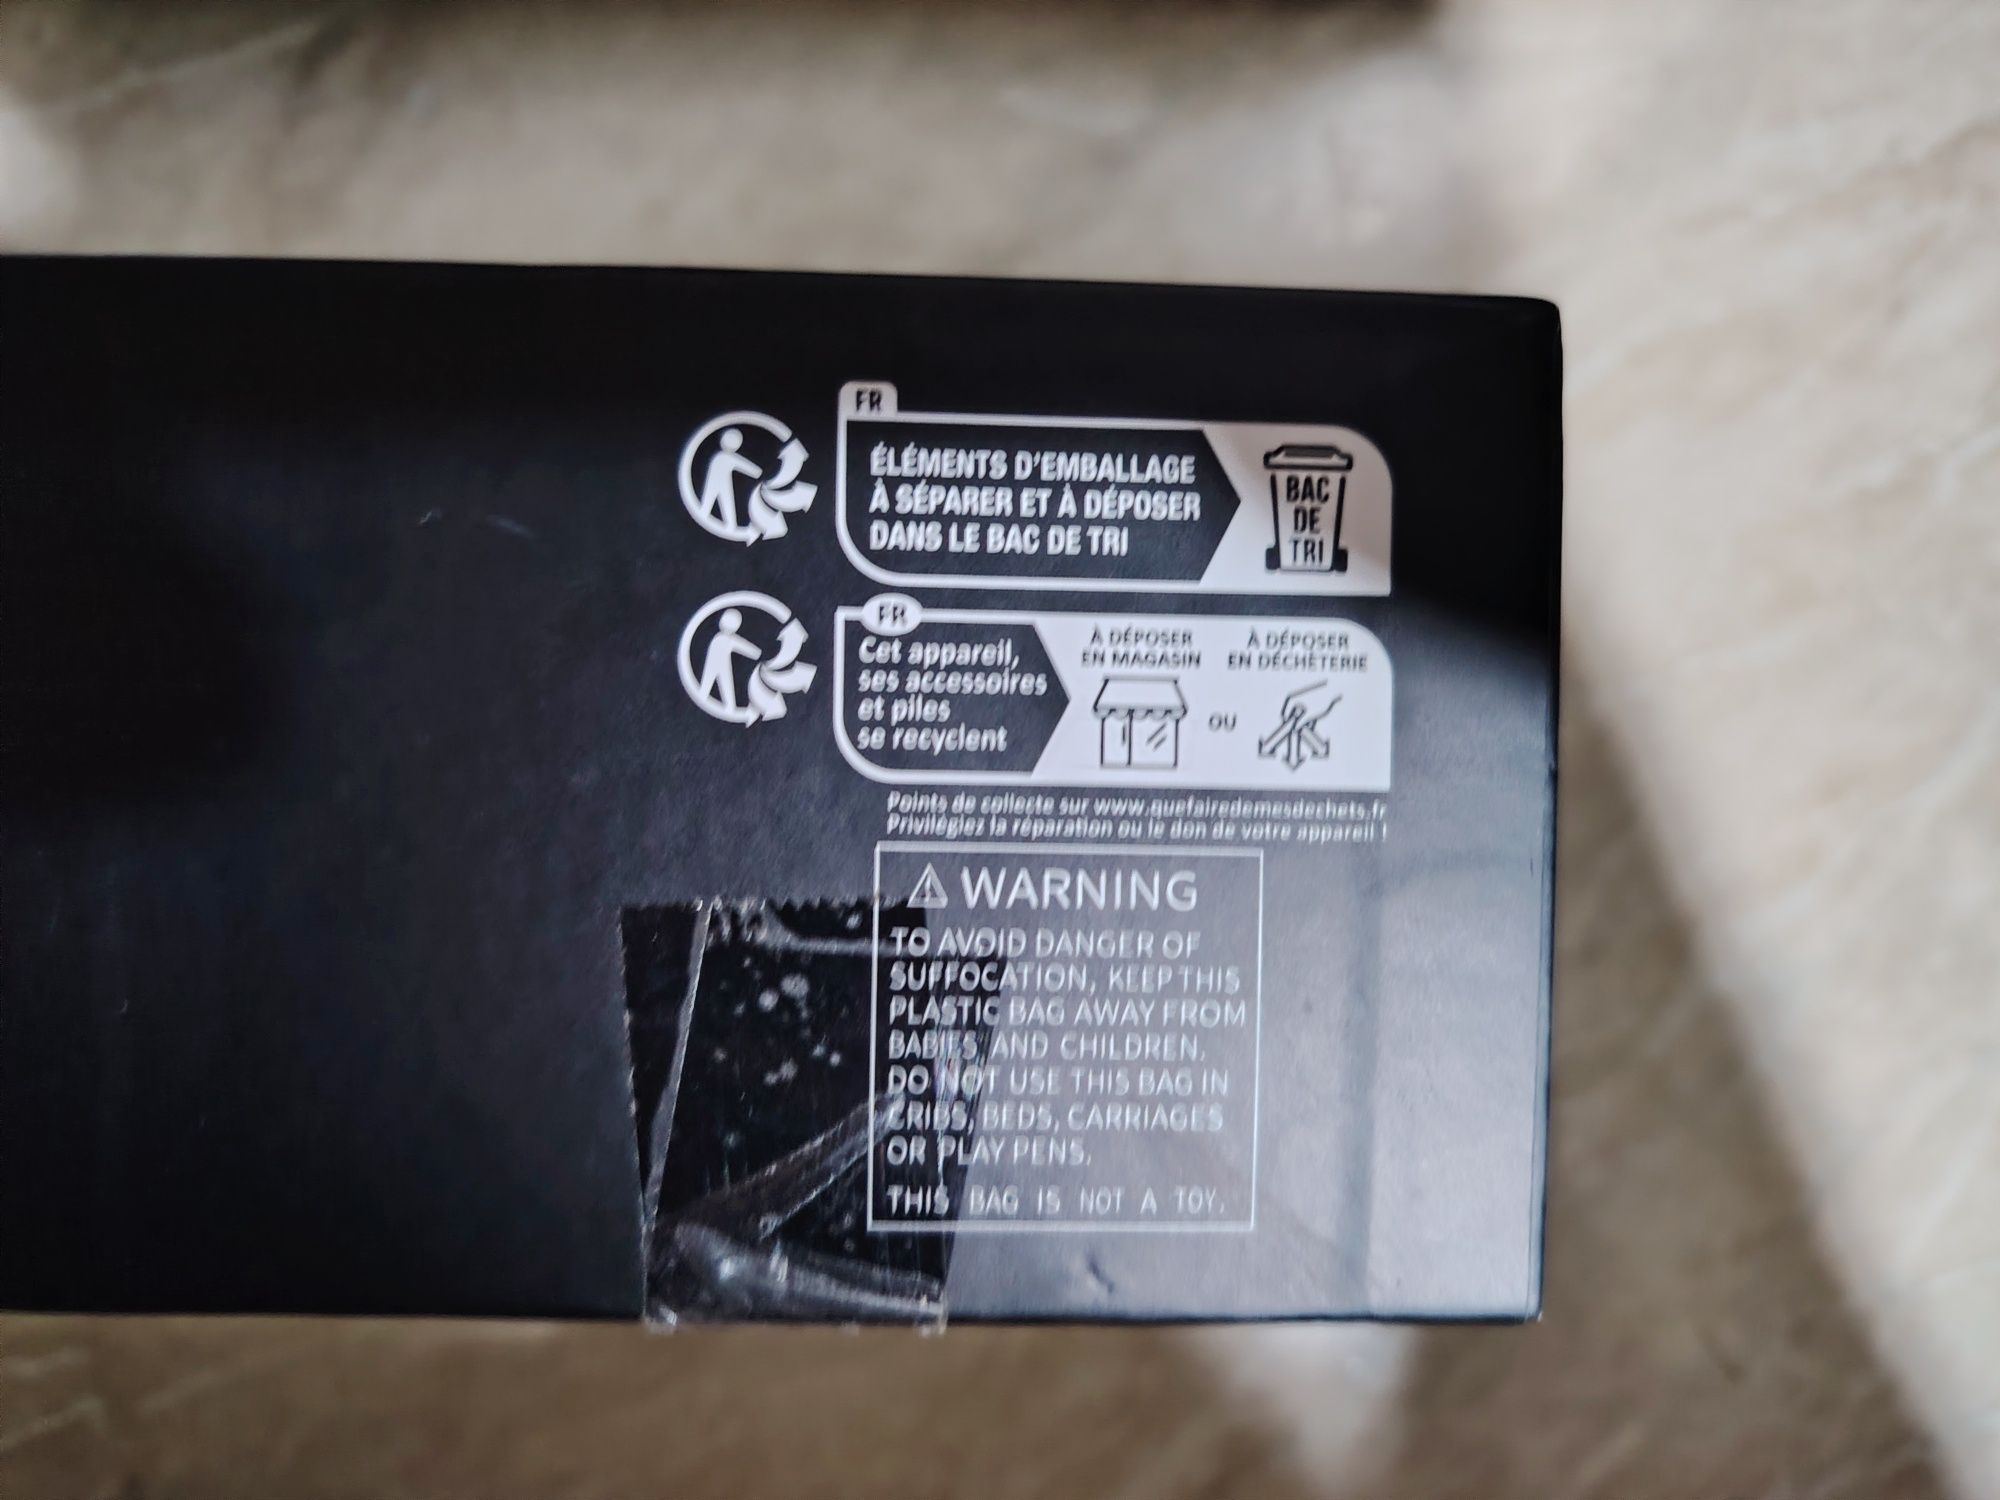 FR
ÉLÉMENTS D'EMBALLAGE
À SÉPARER ET À DÉPOSER
DANS LE BAC DE TRI
BAC
DE
TRI
FR
Cet appareil,
ses accessoires
et piles
se recyclent
À DÉPOSER
EN MAGASIN
OU
À DÉPOSER
EN DÉCHÈTERIE
Points de collecte sur www.quefairedemesdechets.fr
Privilégiez la réparation ou le don de votre appareil !
WARNING
TO AVOID DANGER OF
SUFFOCATION, KEEP THIS
PLASTIC BAG AWAY FROM
BABIES AND CHILDREN.
DO NOT USE THIS BAG IN
CRIBS, BEDS, CARRIAGES
OR PLAY PENS.
THIS BAG IS NOT A TOY.